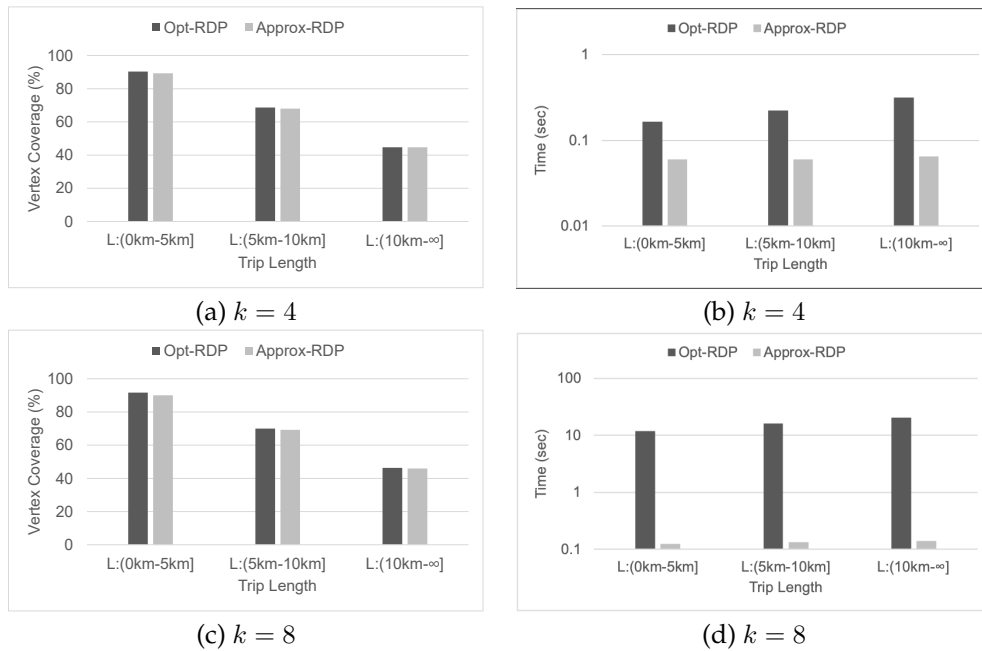 Opt-RDP Approx-RDP
Vertex Coverage (%)
100
80
60
40
20
0
L:(0km-5km] L:(5km-10km] L:(10km-∞]
Trip Length
(a) k = 4
Opt-RDP Approx-RDP
Time (sec)
1
0.1
0.01
L:(0km-5km] L:(5km-10km] L:(10km-∞]
Trip Length
(b) k = 4
Opt-RDP Approx-RDP
Vertex Coverage (%)
100
80
60
40
20
0
L:(0km-5km] L:(5km-10km] L:(10km-∞]
Trip Length
(c) k = 8
Opt-RDP Approx-RDP
Time (sec)
100
10
1
0.1
L:(0km-5km] L:(5km-10km] L:(10km-∞]
Trip Length
(d) k = 8